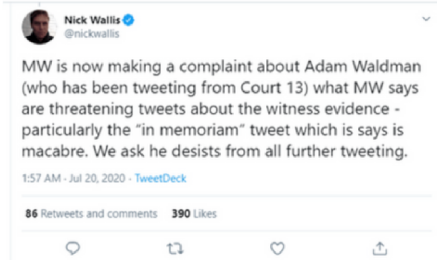 Nick Wallis
@nickwallis
MW is now making a complaint about Adam Waldman
(who has been tweeting from Court 13) what MW says
are threatening tweets about the witness evidence -
particularly the "in memoriam" tweet which is says is
macabre. We ask he desists from all further tweeting.
1:57 AM - Jul 20, 2020 - TweetDeck
86 Retweets and comments 390 Likes